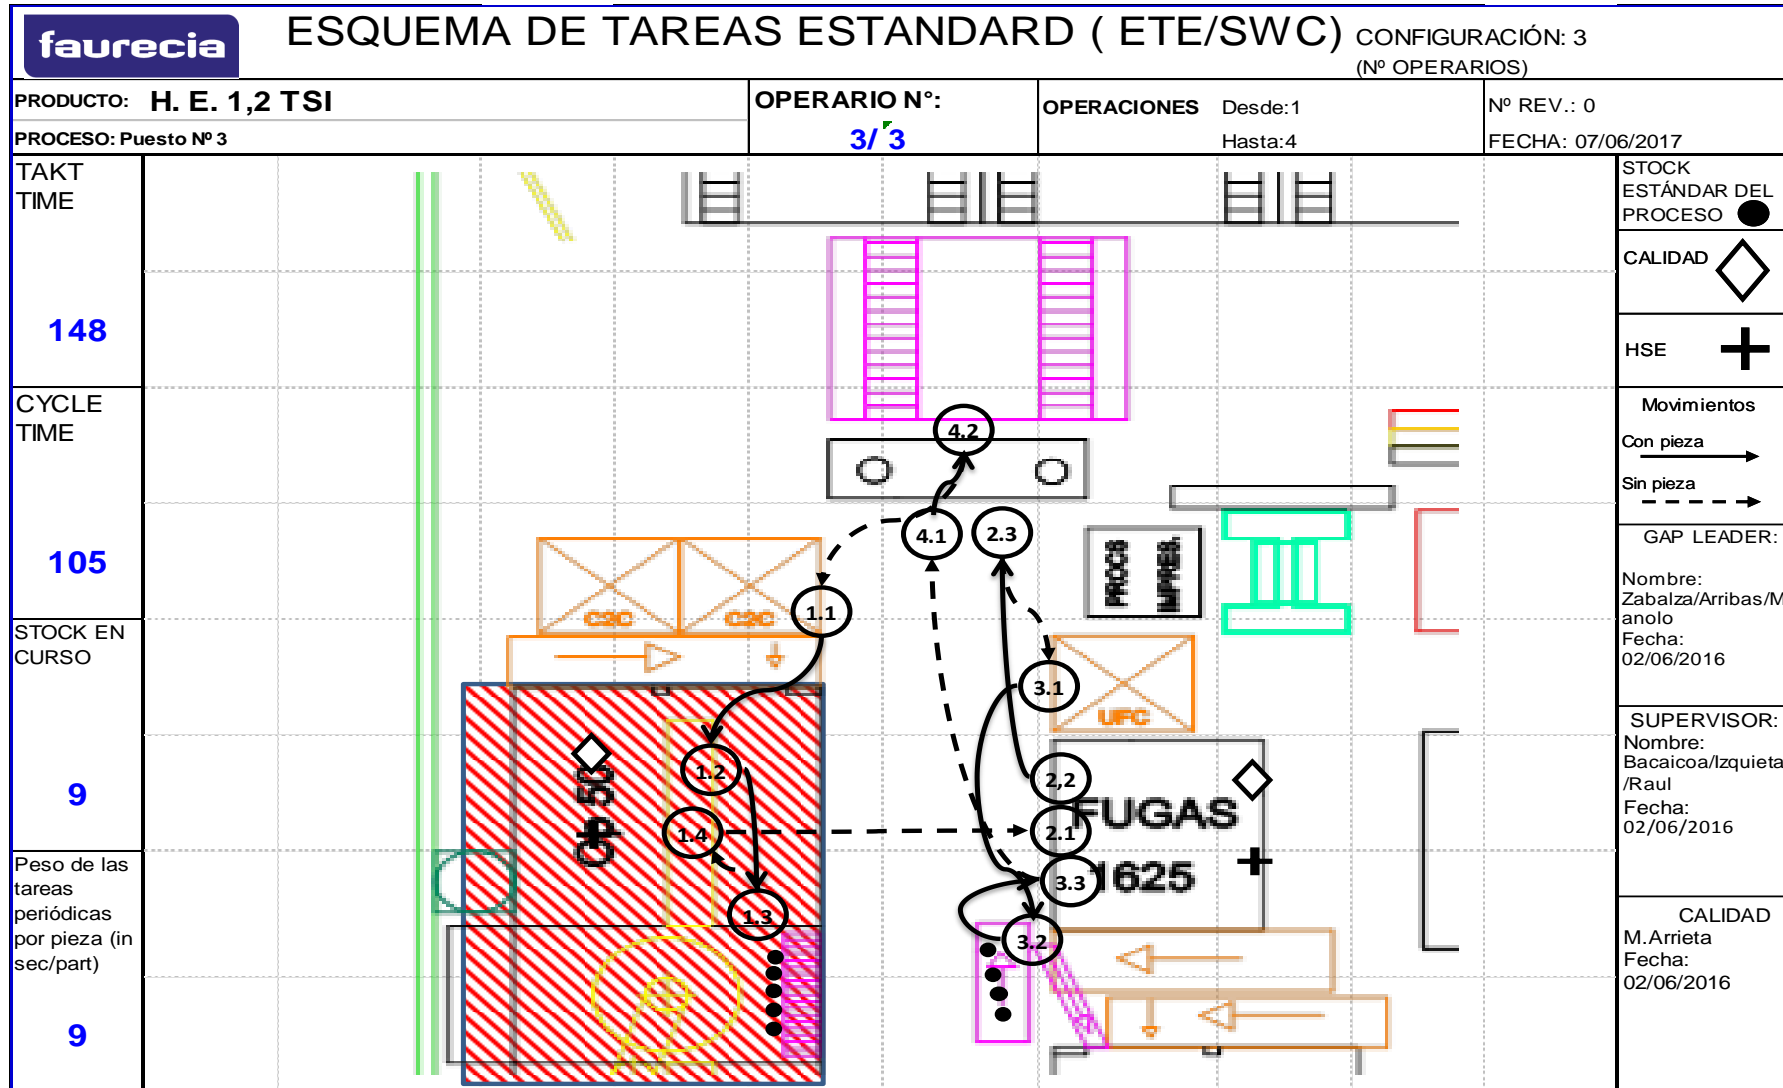 faurecia
ESQUEMA DE TAREAS ESTANDARD ( ETE/SWC)
CONFIGURACIÓN: 3
(Nº OPERARIOS)
PRODUCTO: H. E. 1,2 TSI
PROCESO: Puesto Nº 3
OPERARIO N°:
3/ 3
OPERACIONES Desde:1
Hasta:4
Nº REV.: 0
FECHA: 07/06/2017
TAKT
TIME
148
CYCLE
TIME
105
STOCK EN
CURSO
9
Peso de las
tareas
periódicas
por pieza (in
sec/part)
9
4.2
4.1
2.3
1.1
C2C
C2C
PROCS
IMPRES.
3.1
UFC
1.2
2,2
FUGAS
1.4
2.1
1625
3.3
1.3
3.2
STOCK
ESTÁNDAR DEL
PROCESO
CALIDAD
HSE
Movimientos
Con pieza
Sin pieza
GAP LEADER:
Nombre:
Zabalza/Arribas/M
anolo
Fecha:
02/06/2016
SUPERVISOR:
Nombre:
Bacaicoa/Izquieta
/Raul
Fecha:
02/06/2016
CALIDAD
M.Arrieta
Fecha:
02/06/2016